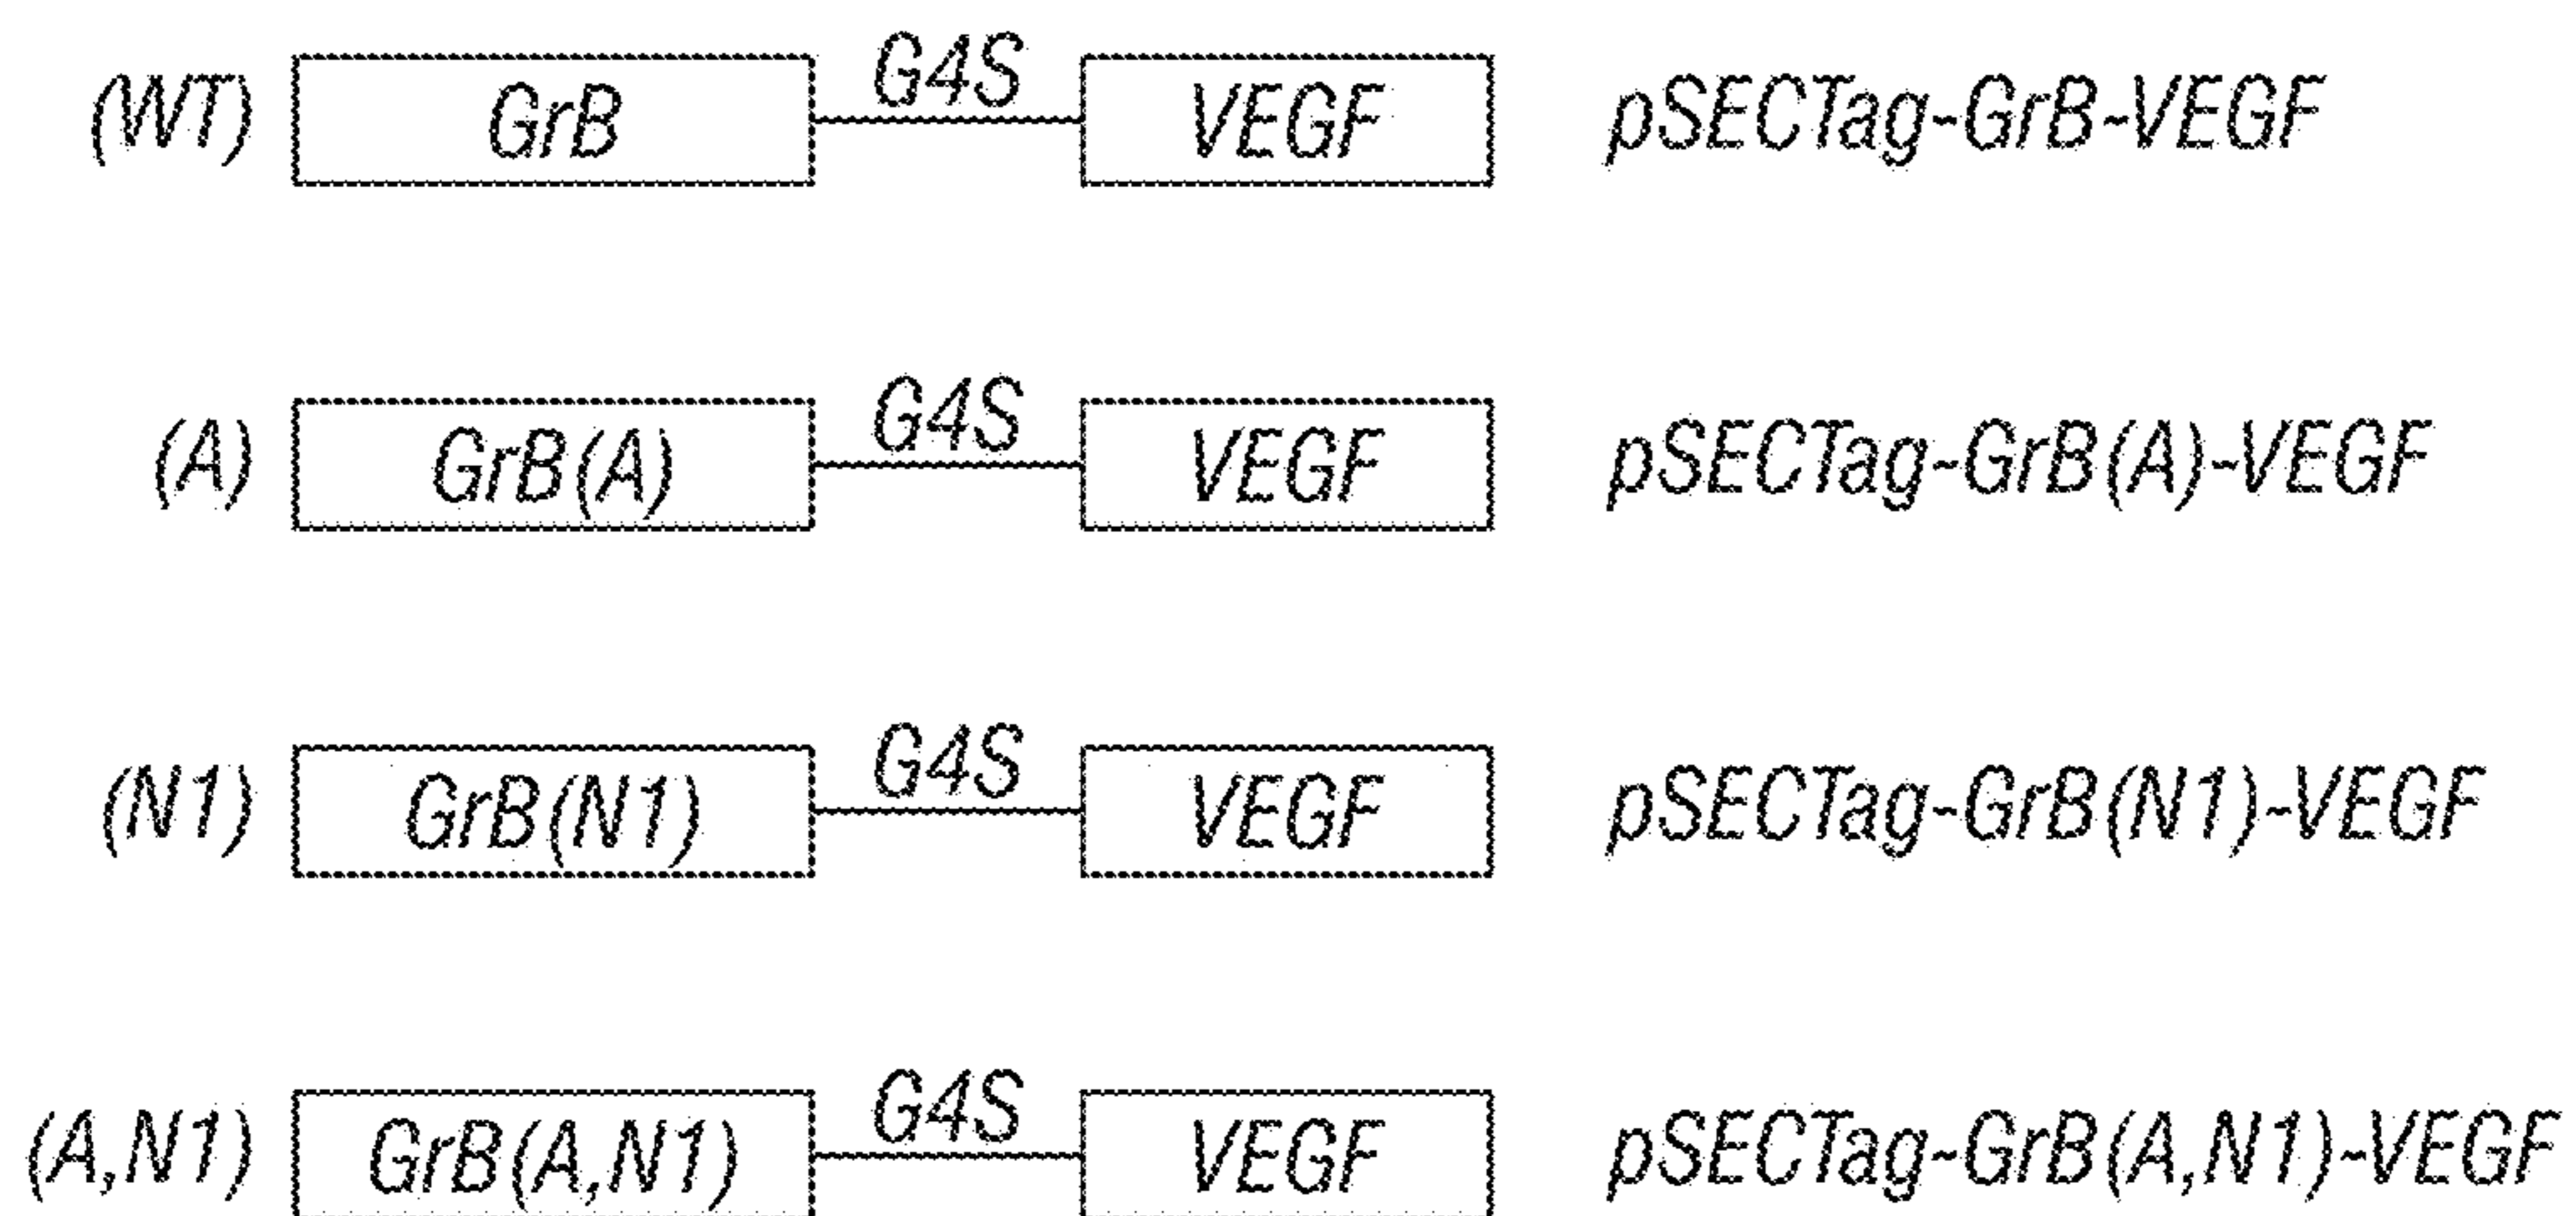 (WT) GrB G4S VEGF pSECTag-GrB-VEGF
(A) GrB(A) G4S VEGF pSECTag-GrB(A)-VEGF
(N1) GrB(N1) G4S VEGF pSECTag-GrB(N1)-VEGF
(A,N1) GrB(A,N1) G4S VEGF pSECTag-GrB(A,N1)-VEGF